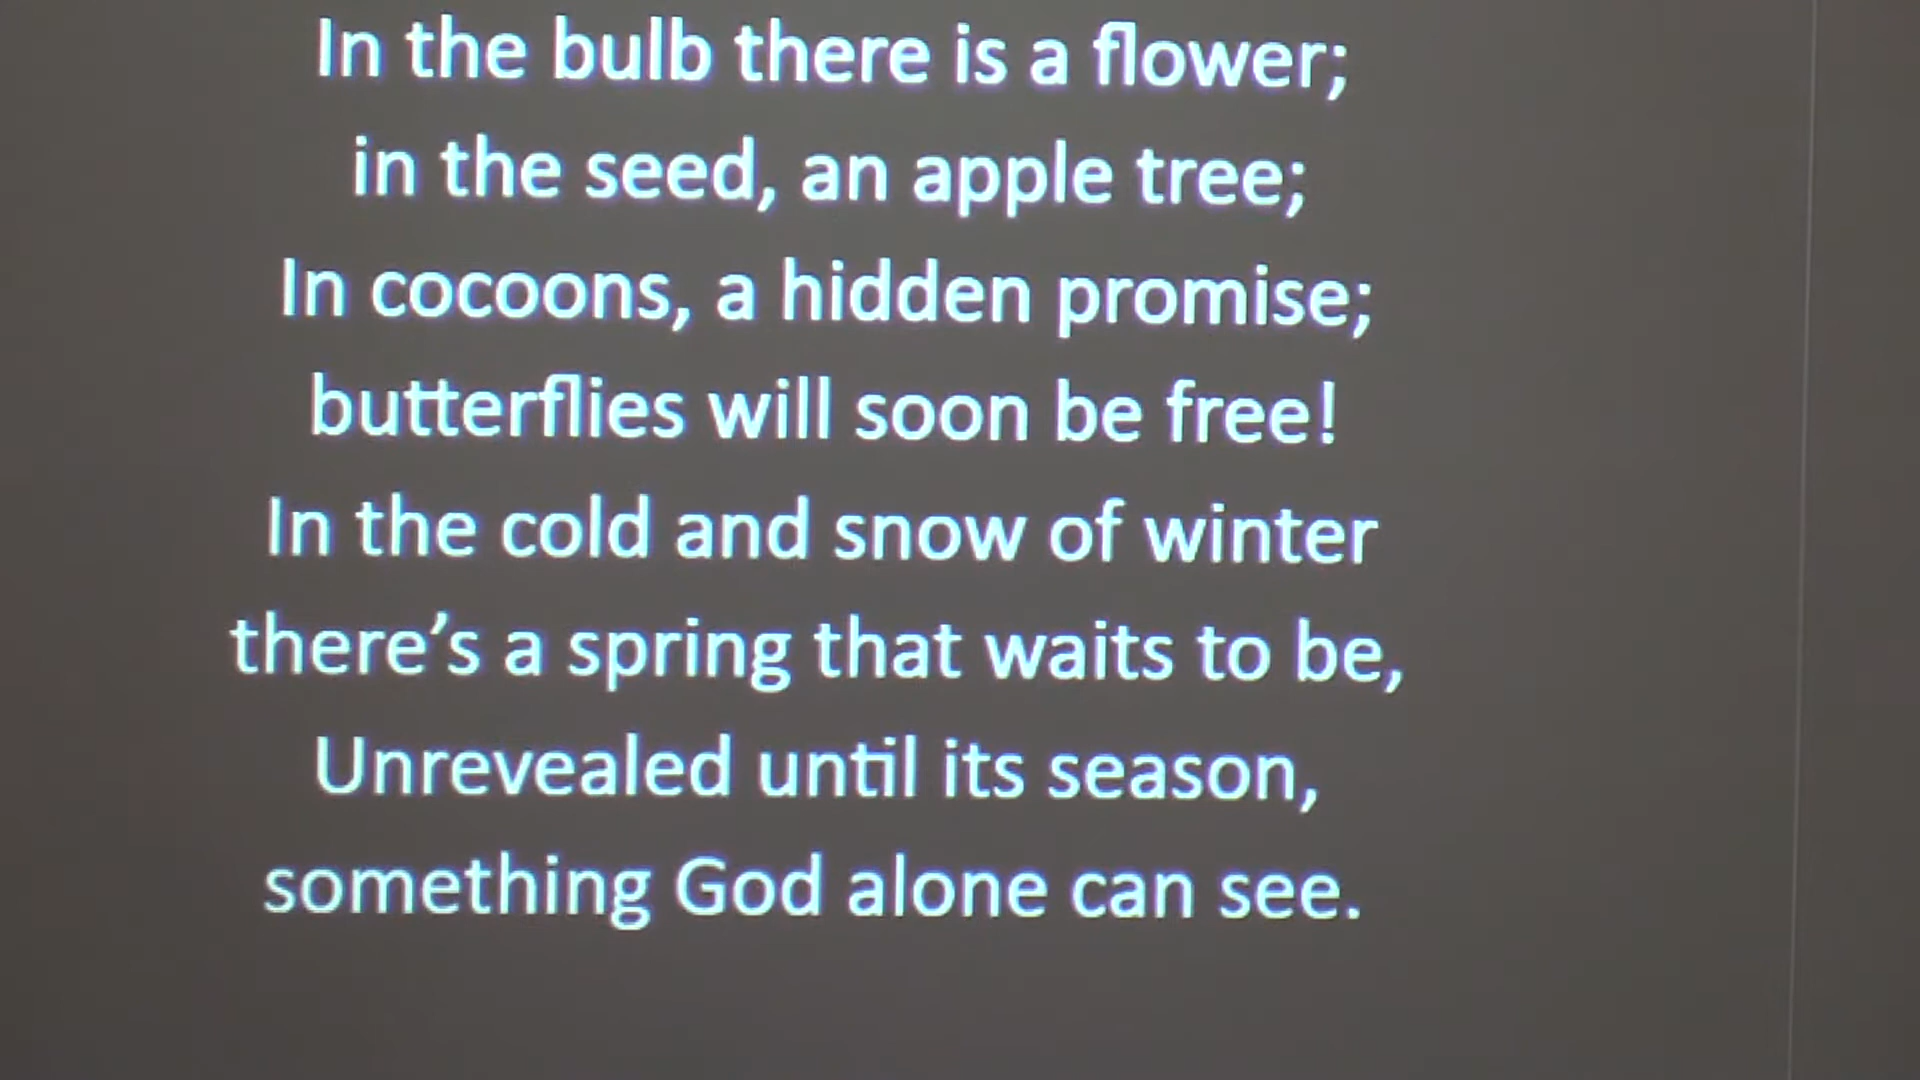 In the bulb there is a flower;
in the seed, an apple tree;
In cocoons, a hidden promise;
butterflies will soon be free!
In the cold and snow of winter
there’s a spring that waits to be,
Unrevealed until its season,
something God alone can see.